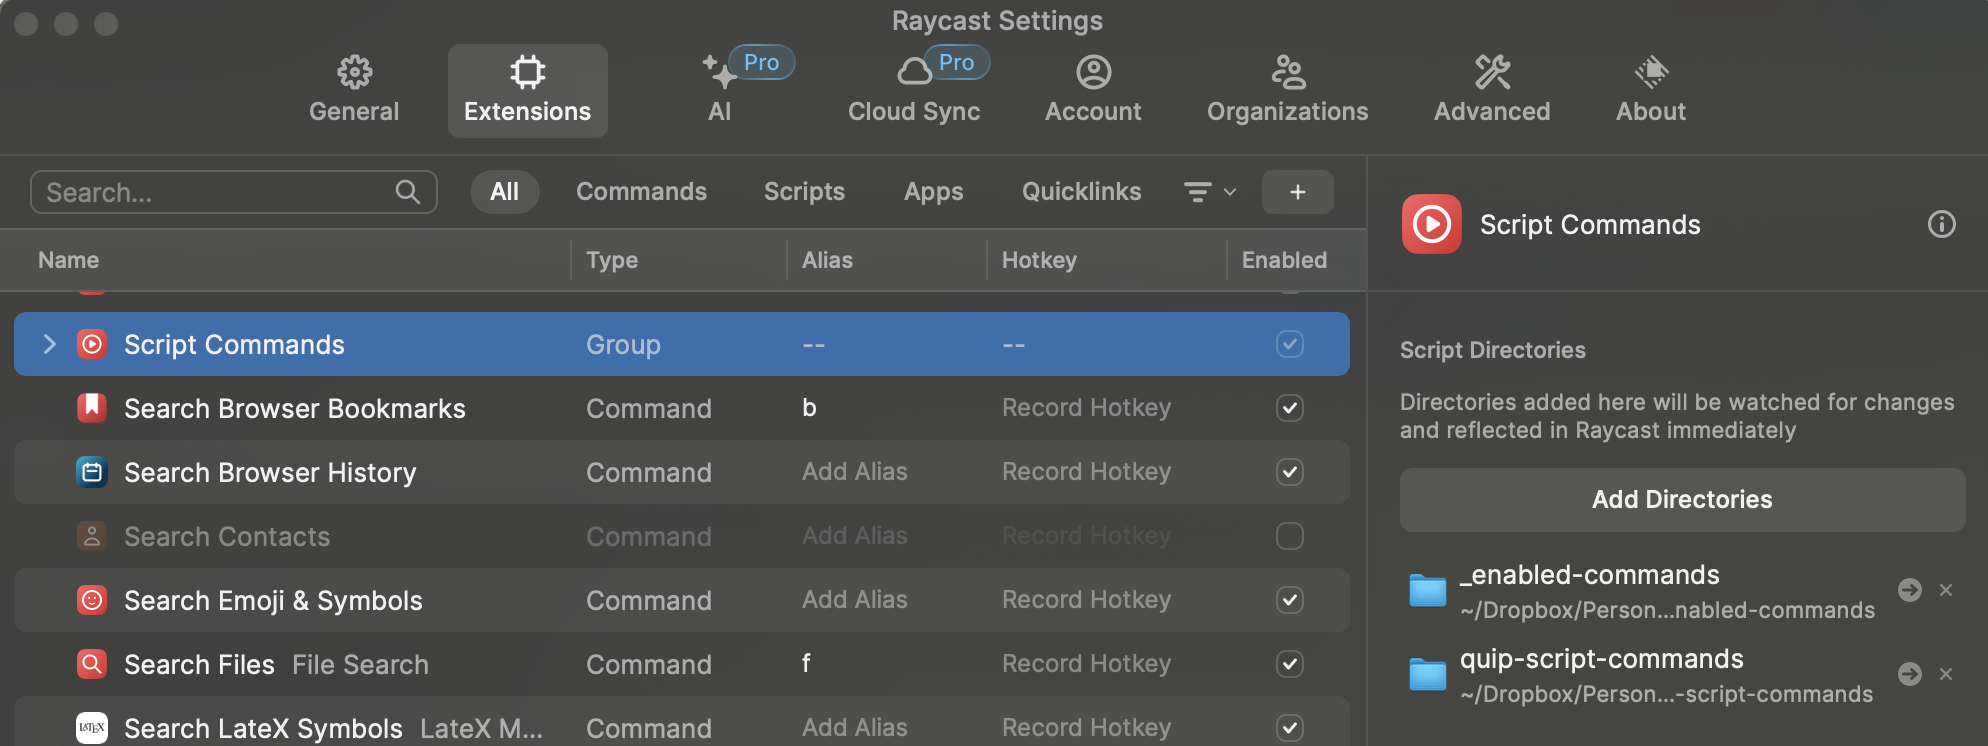 Raycast Settings
General
Extensions
AI
Pro
Cloud Sync
Pro
Account
Organizations
Advanced
About
Search...
All
Commands
Scripts
Apps
Quicklinks
+
Name Type Alias Hotkey Enabled
Script Commands Group -- --
Search Browser Bookmarks Command b Record Hotkey
Search Browser History Command Add Alias Record Hotkey
Search Contacts Command Add Alias Record Hotkey
Search Emoji & Symbols Command Add Alias Record Hotkey
Search Files File Search Command f Record Hotkey
LATEX Search LateX Symbols LateX M... Command Add Alias Record Hotkey
Script Commands
Script Directories
Directories added here will be watched for changes
and reflected in Raycast immediately
Add Directories
_enabled-commands
~/Dropbox/Person...nabled-commands
quip-script-commands
~/Dropbox/Person...-script-commands